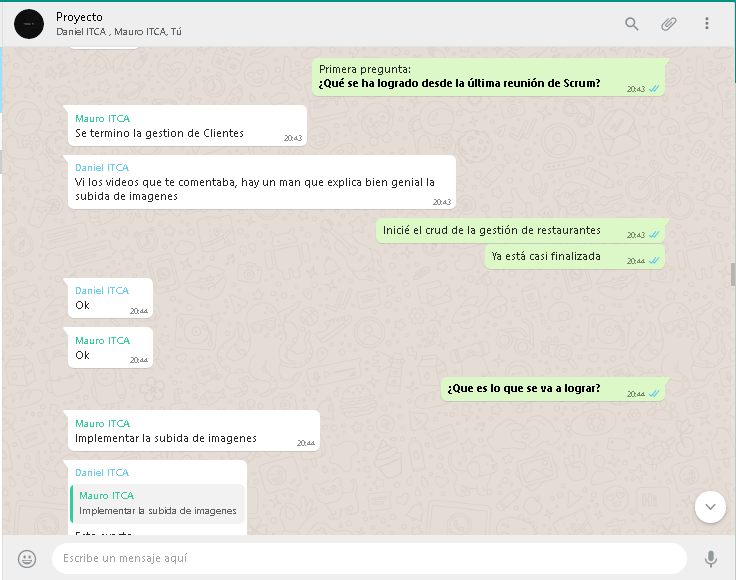 Proyecto
Daniel ITCA , Mauro ITCA, Tú
Primera pregunta:
¿Qué se ha logrado desde la última reunión de Scrum?
20:43
Mauro ITCA
Se termino la gestion de Clientes
20:43
Daniel ITCA
Vi los videos que te comentaba, hay un man que explica bien genial la
subida de imagenes
20:43
Inicié el crud de la gestión de restaurantes
20:43
Ya está casi finalizada
20:44
Daniel ITCA
Ok
20:44
Mauro ITCA
Ok
20:44
¿Que es lo que se va a lograr?
20:44
Mauro ITCA
Implementar la subida de imagenes
20:44
Daniel ITCA
Mauro ITCA
Implementar la subida de imagenes
Escribe un mensaje aquí